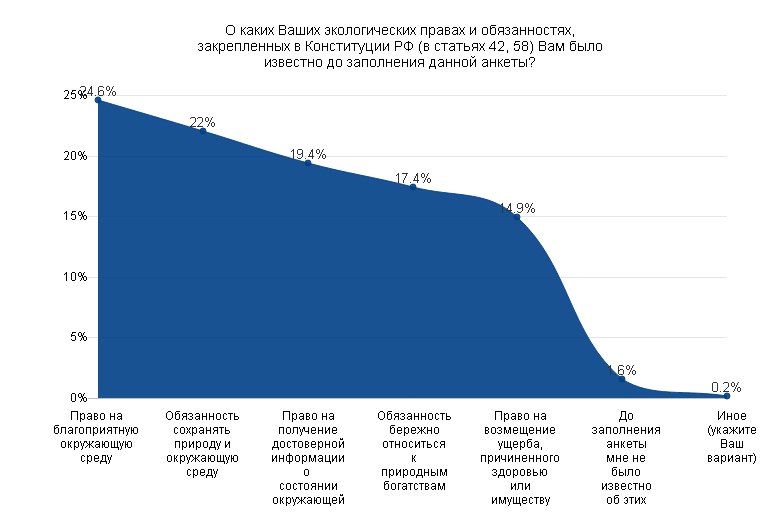 О каких Ваших экологических правах и обязанностях,
закрепленных в Конституции РФ (в статьях 42, 58) Вам было
известно до заполнения данной анкеты?
25%
24.6%
22%
20%
19.4%
17.4%
15%
14.9%
10%
5%
1.6%
0.2%
0%
Право на
благоприятную
окружающую
среду
Обязанность
сохранять
природу и
окружающую
среду
Право на
получение
достоверной
информации
о
состоянии
окружающей
Обязанность
бережно
относиться
к
природным
богатствам
Право на
возмещение
ущерба,
причиненного
здоровью
или
имуществу
До
заполнения
анкеты
мне не
было
известно
об этих
Иное
(укажите
Ваш
вариант)